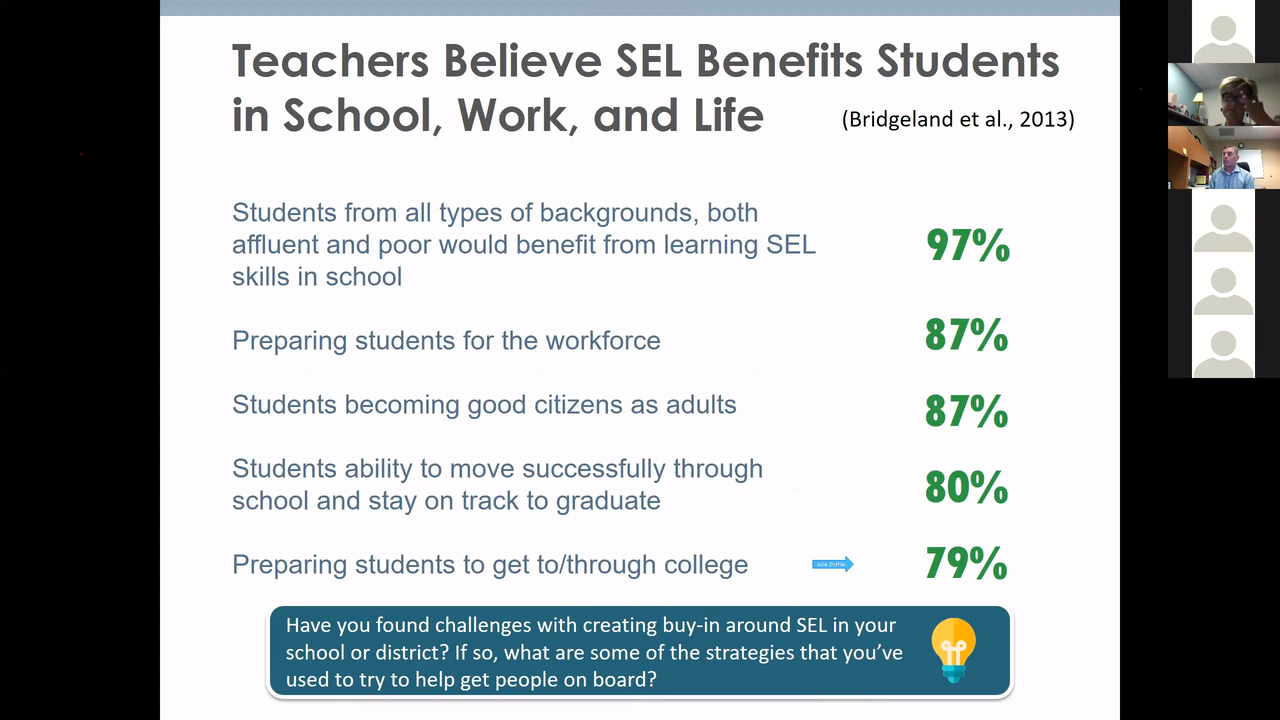 Teachers Believe SEL Benefits Students
in School, Work, and Life
(Bridgeland et al., 2013)
Students from all types of backgrounds, both
affluent and poor would benefit from learning SEL
skills in school
97%
Preparing students for the workforce
87%
Students becoming good citizens as adults
87%
Students ability to move successfully through
school and stay on track to graduate
80%
Preparing students to get to/through college
79%
Have you found challenges with creating buy-in around SEL in your
school or district? If so, what are some of the strategies that you’ve
used to try to help get people on board?